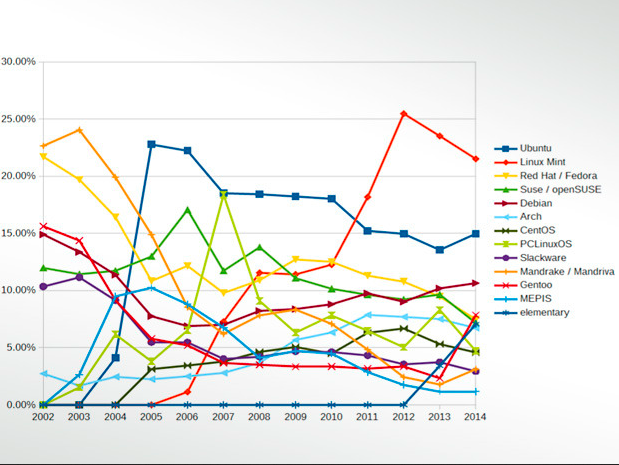 30.00%
25.00%
20.00%
15.00%
10.00%
5.00%
0.00%
2002 2003 2004 2005 2006 2007 2008 2009 2010 2011 2012 2013 2014
Ubuntu
Linux Mint
Red Hat / Fedora
Suse / openSUSE
Debian
Arch
CentOS
PCLinuxOS
Slackware
Mandrake / Mandriva
Gentoo
MEPIS
elementary